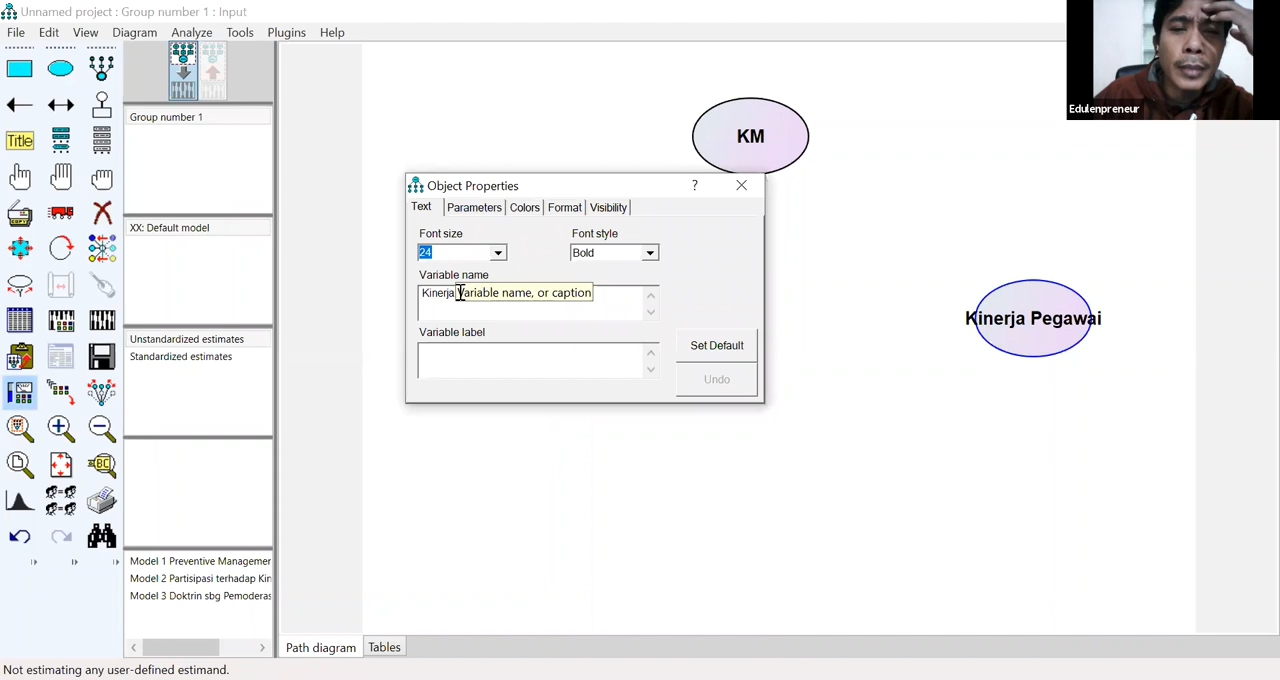 Unnamed project : Group number 1 : Input
File Edit View Diagram Analyze Tools Plugins Help
Title
Group number 1
XX: Default model
Unstandardized estimates
Standardized estimates
Model 1 Preventive Managemer
Model 2 Partisipasi terhadap Kin
Model 3 Doktrin sbg Pemoderas
KM
Kinerja Pegawai
Object Properties
?
Text Parameters Colors Format Visibility
Font size Font style
24 Bold
Variable name
Kinerja
Variable name, or caption
Variable label
Set Default
Undo
Edulenpreneur
Path diagram Tables
Not estimating any user-defined estimand.